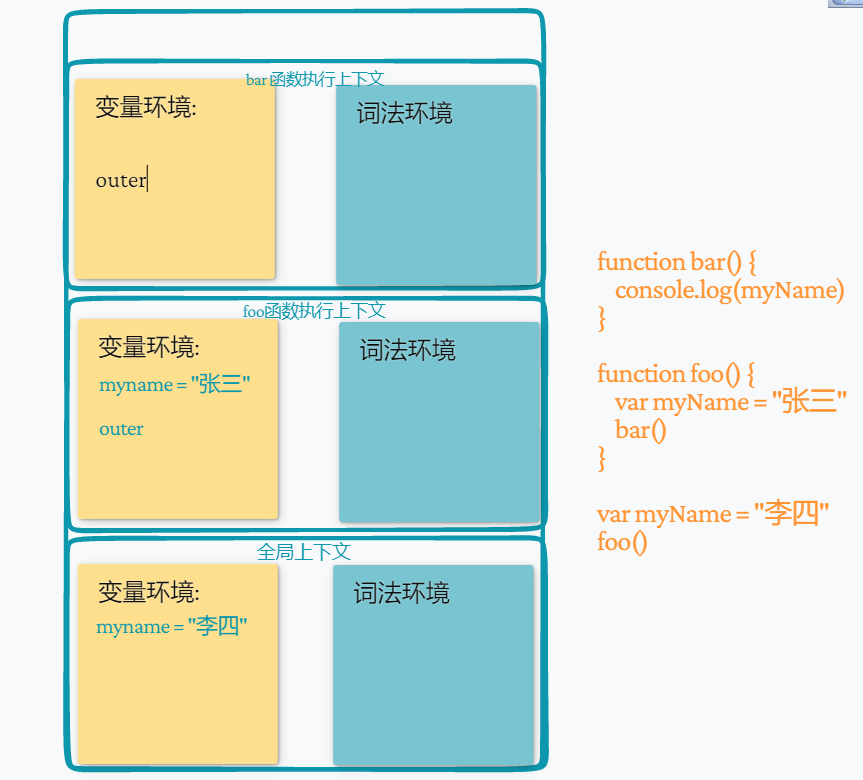 bar函数执行上下文
变量环境:
outer
词法环境
foo函数执行上下文
变量环境:
myname = "张三"
outer
词法环境
全局上下文
变量环境:
myname = "李四"
词法环境
function bar() {
console.log(myName)
}
function foo() {
var myName = "张三"
bar()
}
var myName = "李四"
foo()